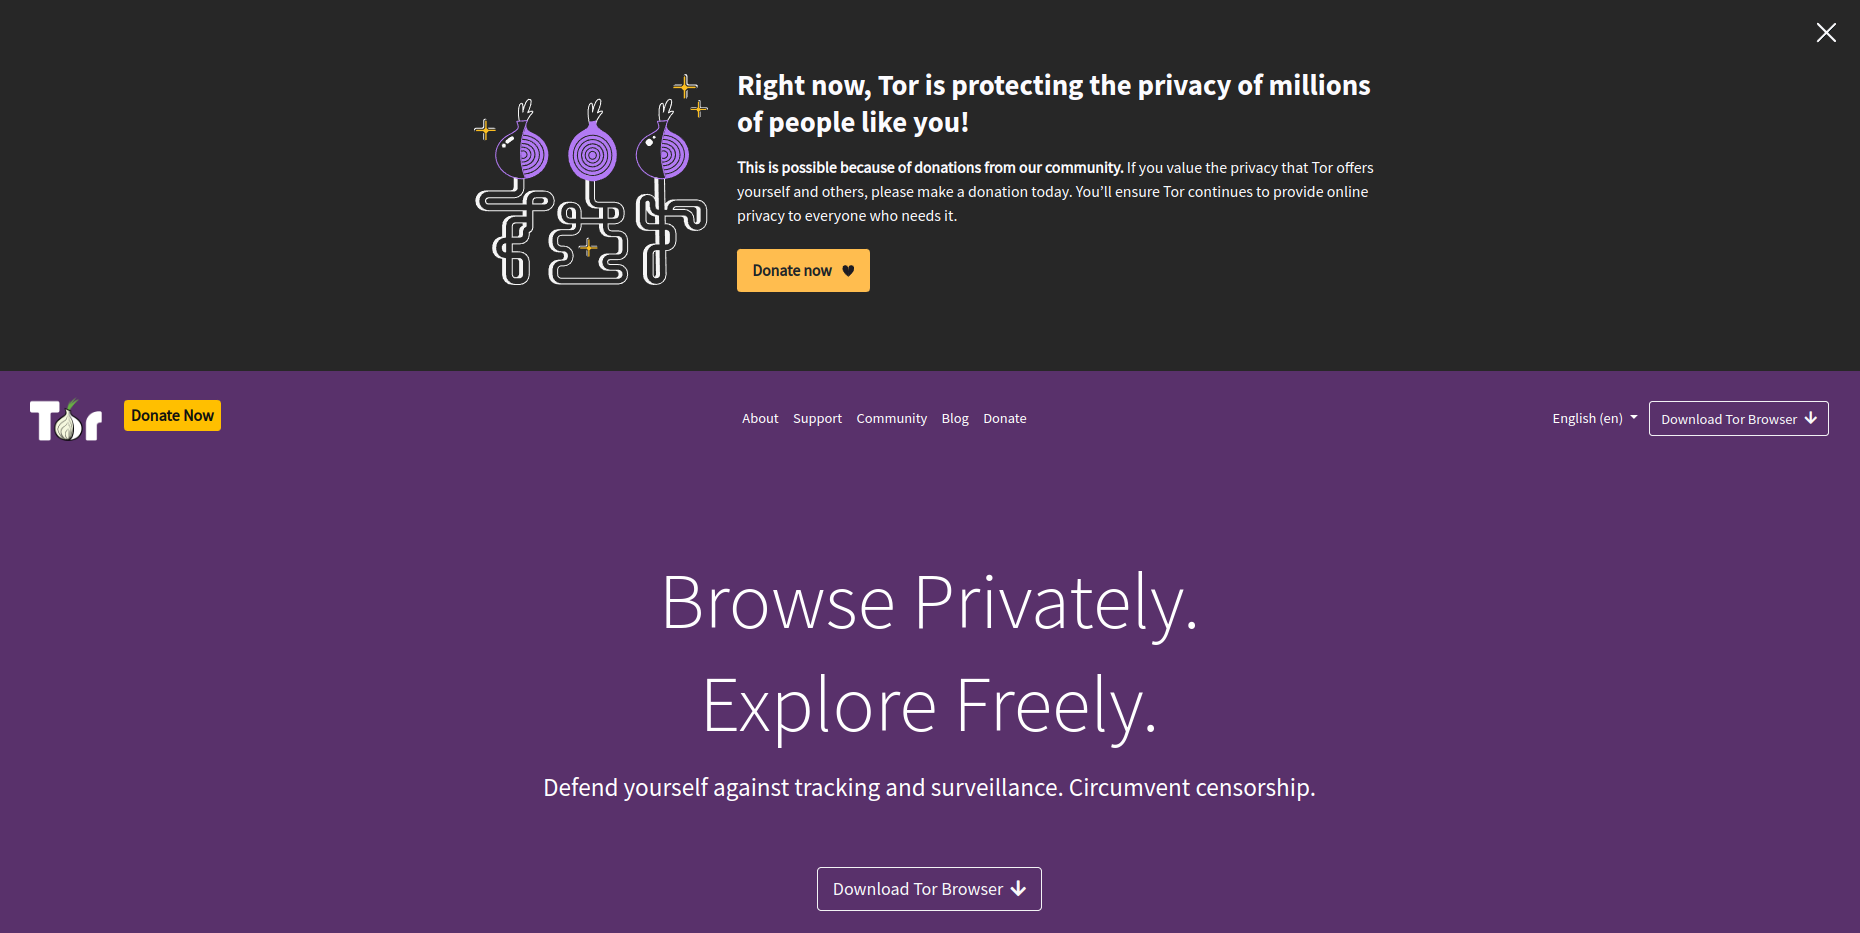 Right now, Tor is protecting the privacy of millions
of people like you!
This is possible because of donations from our community. If you value the privacy that Tor offers
yourself and others, please make a donation today. You’ll ensure Tor continues to provide online
privacy to everyone who needs it.
Donate now
Tor
Donate Now
About Support Community Blog Donate
English (en)
Download Tor Browser
Browse Privately.
Explore Freely.
Defend yourself against tracking and surveillance. Circumvent censorship.
Download Tor Browser